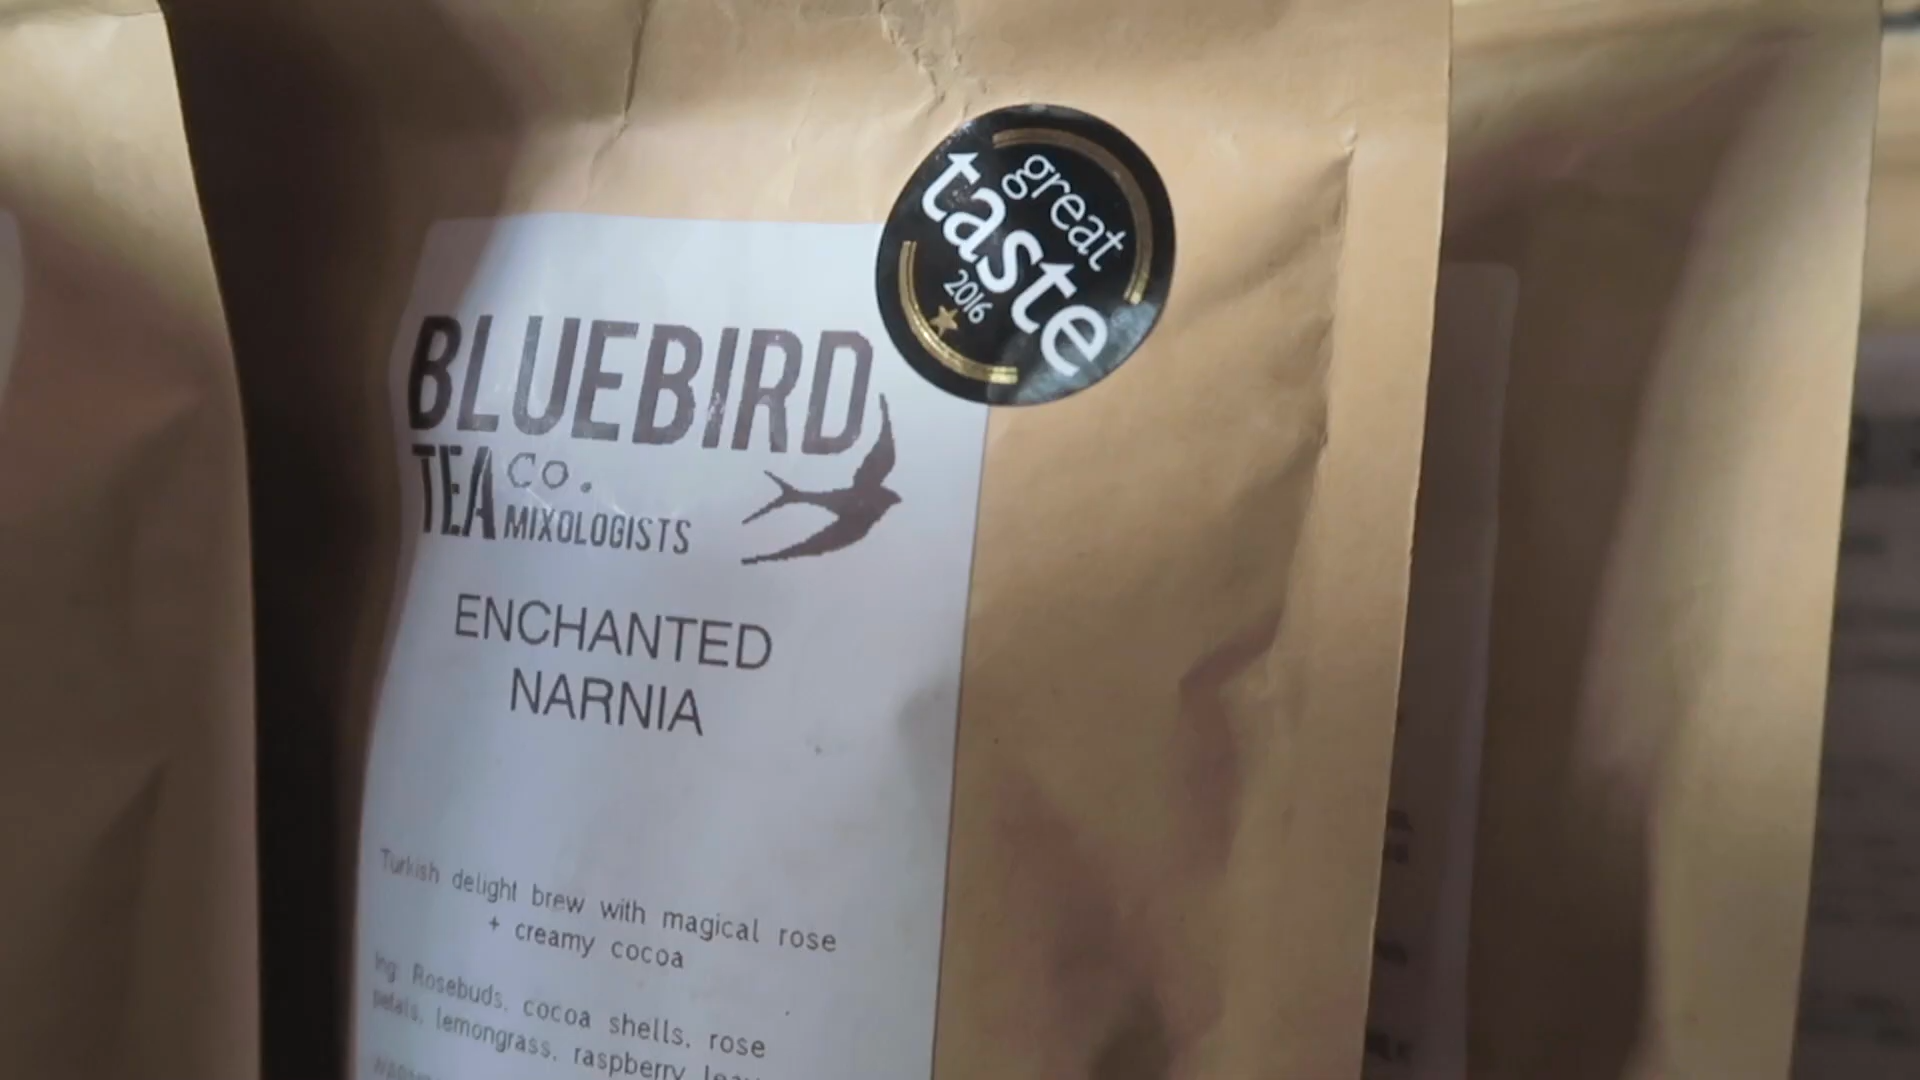 great
taste
2016
BLUEBIRD
TEA CO.
MIXOLOGISTS
ENCHANTED
NARNIA
Turkish delight brew with magical rose
+ creamy cocoa
Ing: Rosebuds, cocoa shells, rose
petals, lemongrass, raspberry